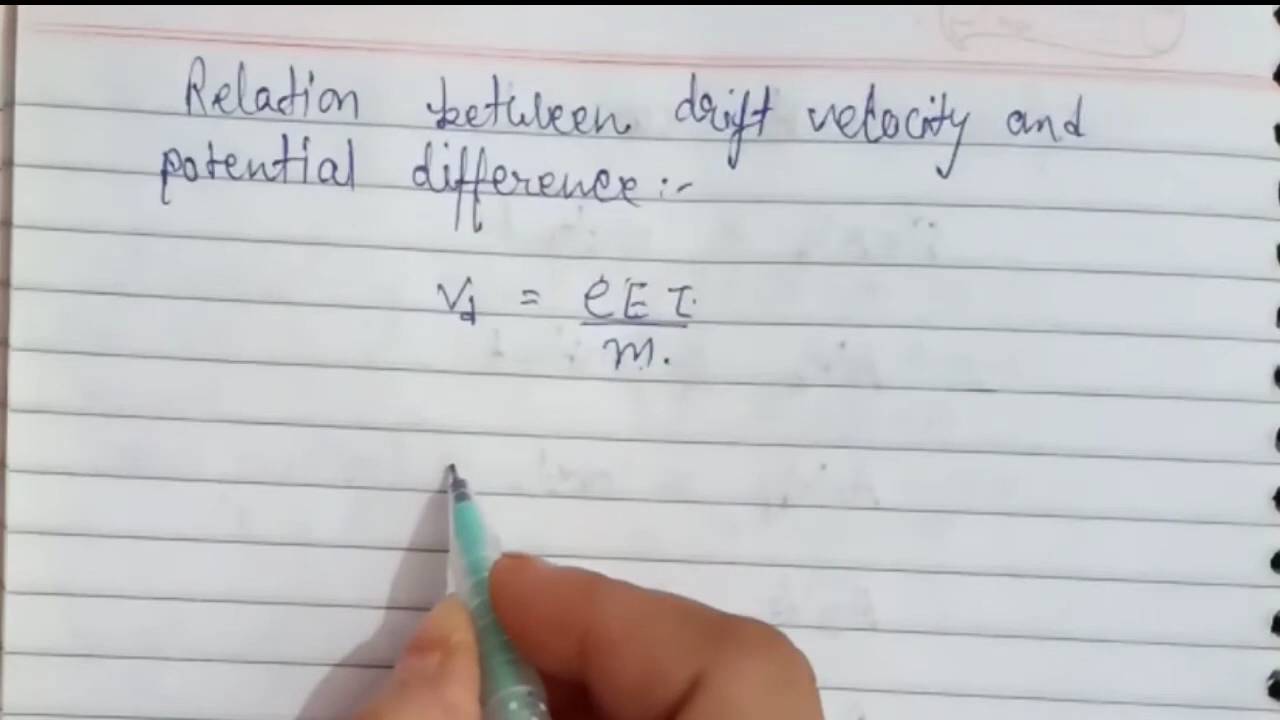 Relation between drift velocity and
potential difference :-
Vd = eEτ
m.